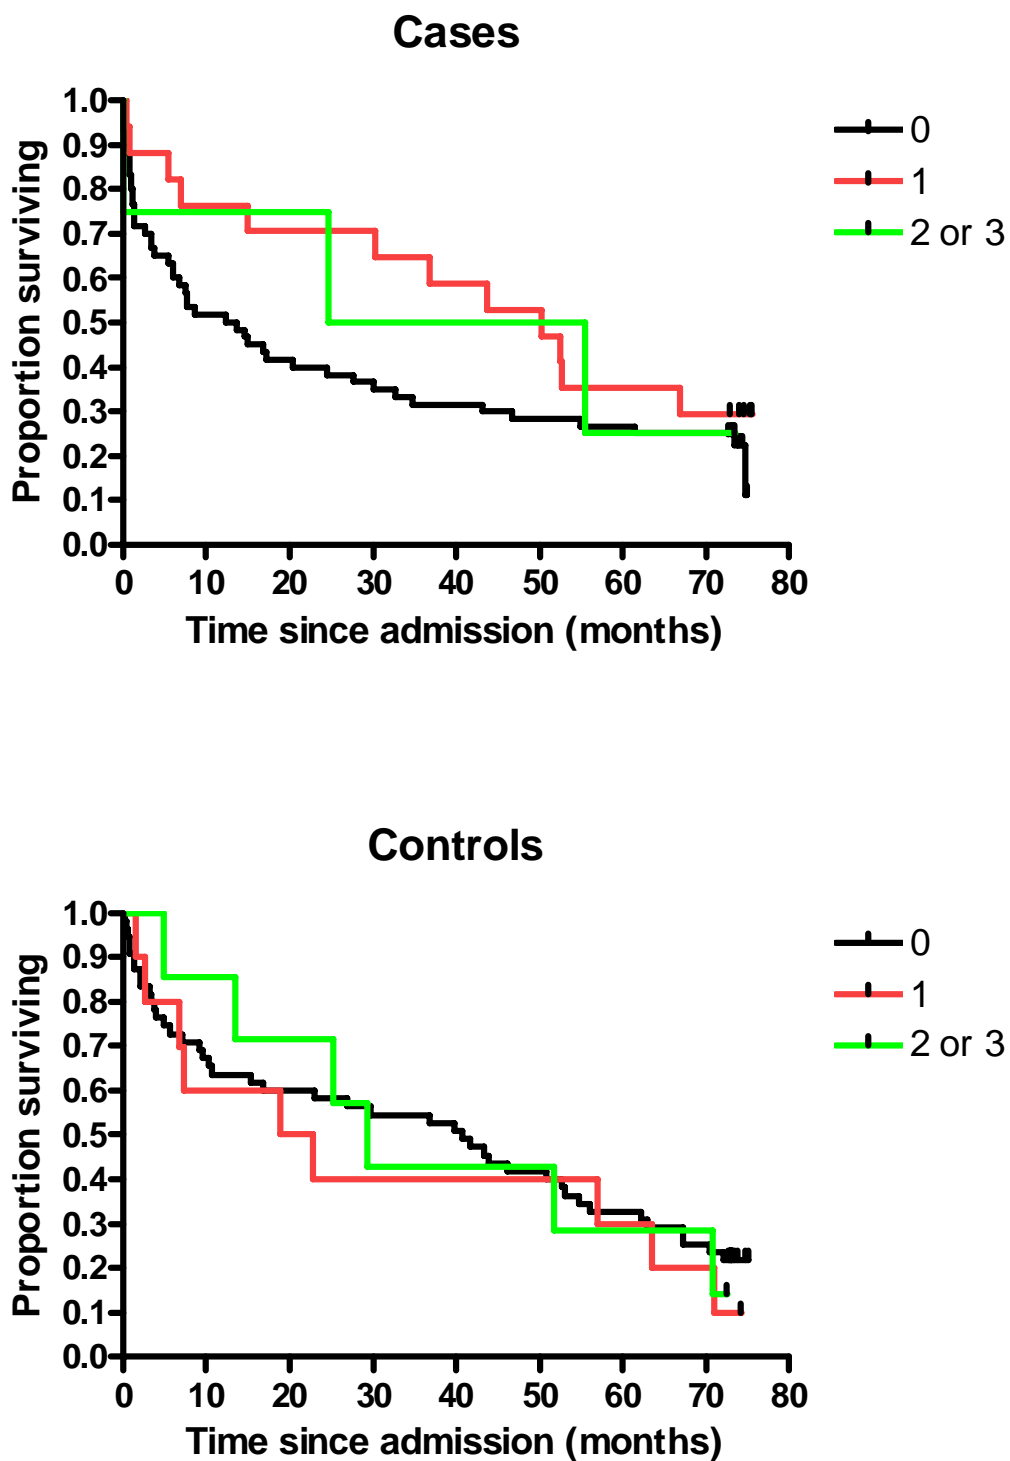 Cases
Proportion surviving
1.0
0.9
0.8
0.7
0.6
0.5
0.4
0.3
0.2
0.1
0.0
0 10 20 30 40 50 60 70 80
Time since admission (months)
0
1
2 or 3
Controls
Proportion surviving
1.0
0.9
0.8
0.7
0.6
0.5
0.4
0.3
0.2
0.1
0.0
0 10 20 30 40 50 60 70 80
Time since admission (months)
0
1
2 or 3